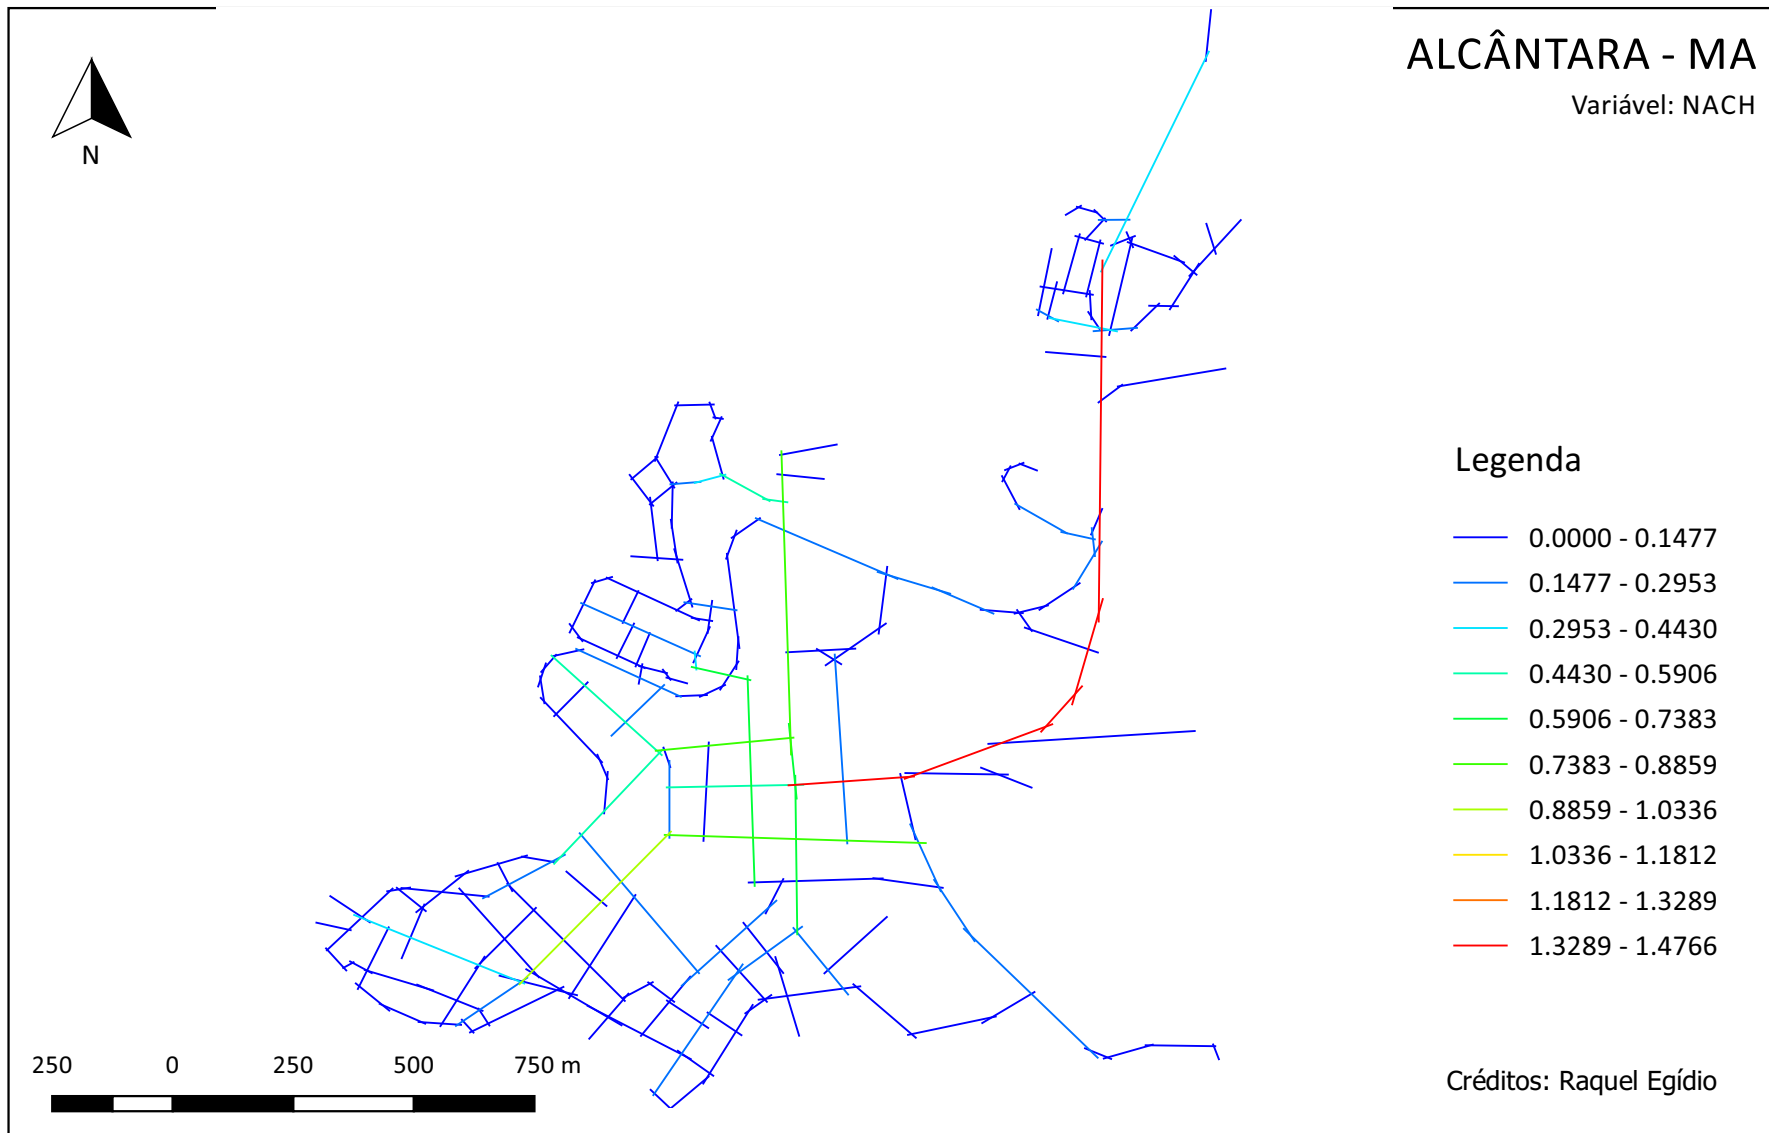 ALCÂNTARA - MA
Variável: NACH
N
Legenda
0.0000 - 0.1477
0.1477 - 0.2953
0.2953 - 0.4430
0.4430 - 0.5906
0.5906 - 0.7383
0.7383 - 0.8859
0.8859 - 1.0336
1.0336 - 1.1812
1.1812 - 1.3289
1.3289 - 1.4766
250 0 250 500 750 m
Créditos: Raquel Egídio